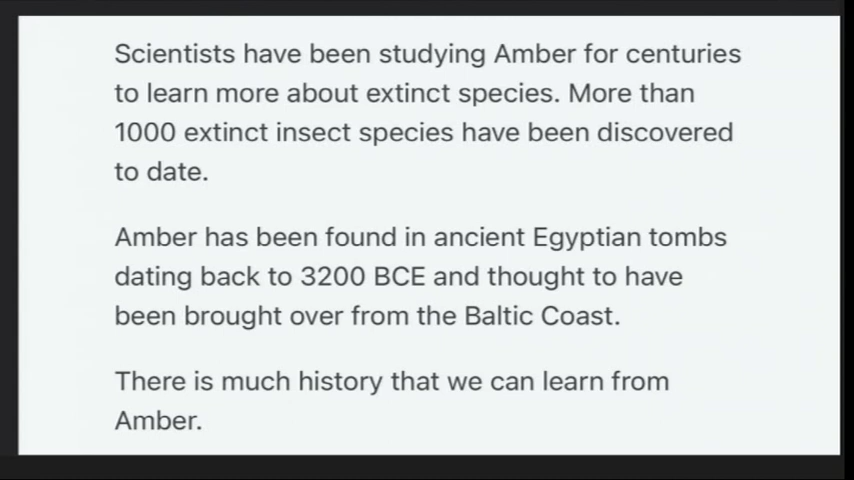 Scientists have been studying Amber for centuries
to learn more about extinct species. More than
1000 extinct insect species have been discovered
to date.
Amber has been found in ancient Egyptian tombs
dating back to 3200 BCE and thought to have
been brought over from the Baltic Coast.
There is much history that we can learn from
Amber.